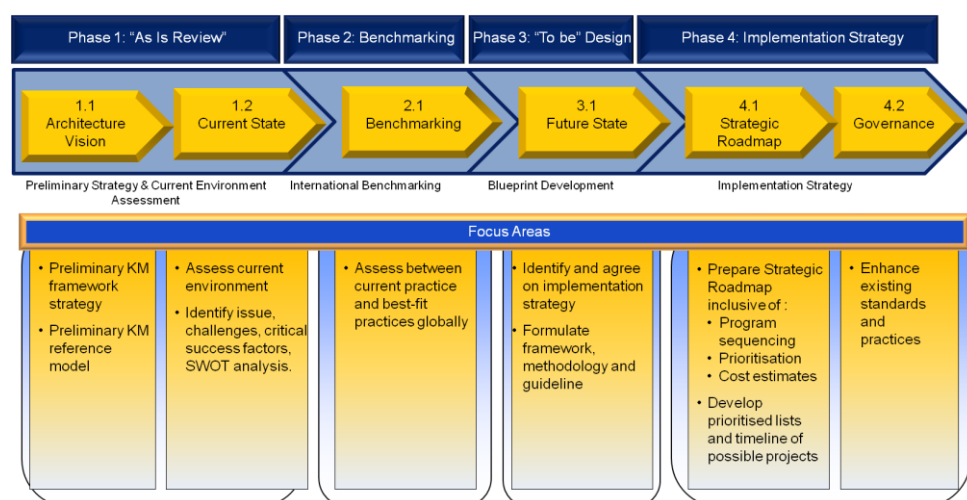 Phase 1: “As Is Review”
Phase 2: Benchmarking
Phase 3: “To be” Design
Phase 4: Implementation Strategy
1.1
Architecture
Vision
1.2
Current State
2.1
Benchmarking
3.1
Future State
4.1
Strategic
Roadmap
4.2
Governance
Preliminary Strategy & Current Environment
Assessment
International Benchmarking
Blueprint Development
Implementation Strategy
Focus Areas
• Preliminary KM
framework
strategy
• Preliminary KM
reference
model
• Assess current
environment
• Identify issue,
challenges, critical
success factors,
SWOT analysis.
• Assess between
current practice
and best-fit
practices globally
• Identify and agree
on implementation
strategy
• Formulate
framework,
methodology and
guideline
• Prepare Strategic
Roadmap
inclusive of :
• Program
sequencing
• Prioritisation
• Cost estimates
• Develop
prioritised lists
and timeline of
possible projects
• Enhance
existing
standards
and
practices